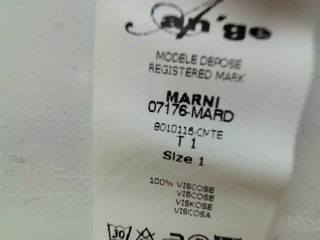 an'ge
MODELE DEPOSE
REGISTERED MARK
MARNI
07176-MARD
8010116-CMTE
T 1
Size 1
100% VISCOSE
VISCOSE
VISKOSE
VISCOSA
30